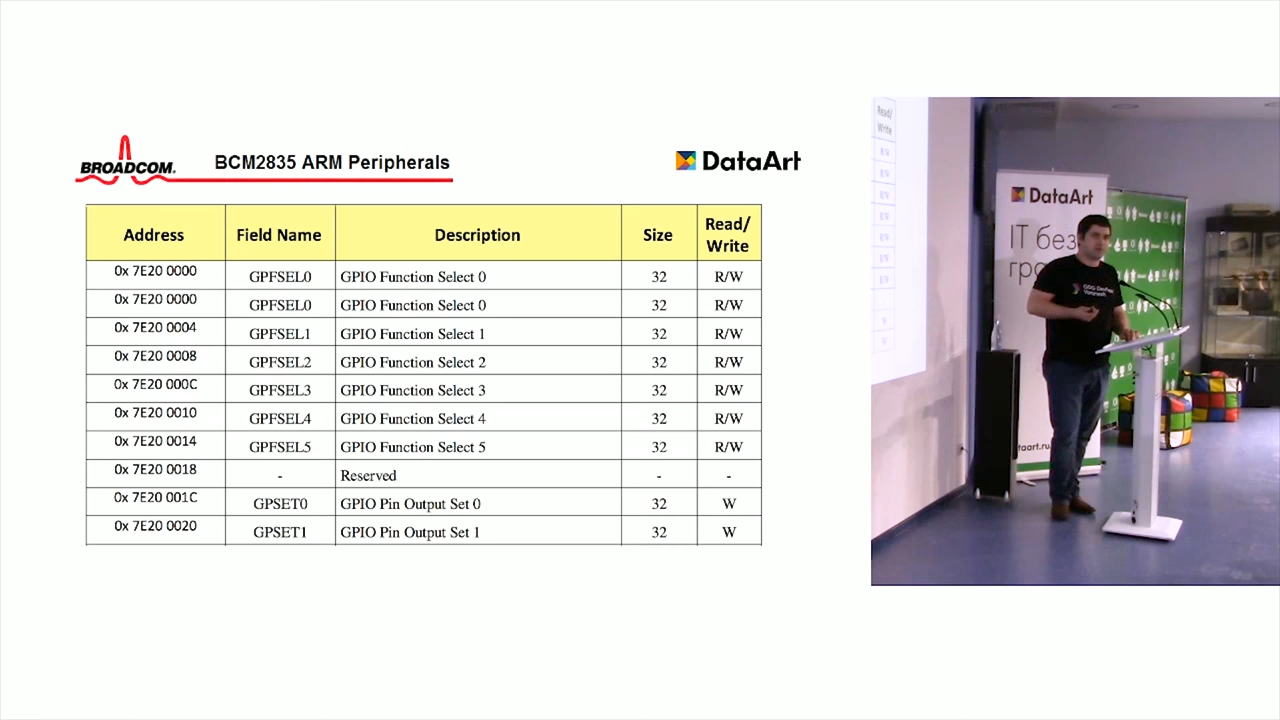 BROADCOM.
BCM2835 ARM Peripherals
DataArt
Address Field Name Description Size Read/ Write
0x 7E20 0000 GPFSEL0 GPIO Function Select 0 32 R/W
0x 7E20 0000 GPFSEL0 GPIO Function Select 0 32 R/W
0x 7E20 0004 GPFSEL1 GPIO Function Select 1 32 R/W
0x 7E20 0008 GPFSEL2 GPIO Function Select 2 32 R/W
0x 7E20 000C GPFSEL3 GPIO Function Select 3 32 R/W
0x 7E20 0010 GPFSEL4 GPIO Function Select 4 32 R/W
0x 7E20 0014 GPFSEL5 GPIO Function Select 5 32 R/W
0x 7E20 0018 - Reserved - -
0x 7E20 001C GPSET0 GPIO Pin Output Set 0 32 W
0x 7E20 0020 GPSET1 GPIO Pin Output Set 1 32 W
Read/
Write
R/W
R/W
R/W
R/W
R/W
R/W
R/W
W
W
DataArt
IT без
гра
GDG DevFest
Voronezh